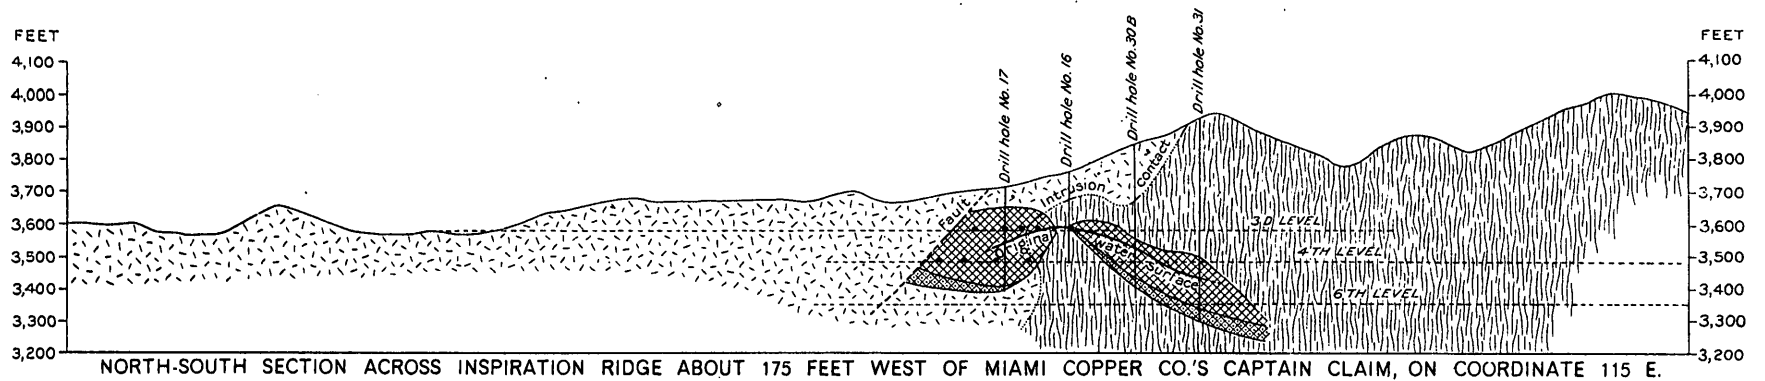 FEET
4,100
4,000
3,900
3,800
3,700
3,600
3,500
3,400
3,300
3,200
Drill hole No.17
Drill hole No.16
Drill hole No.30B
Drill hole No.31
Fault
Intrusion
Contact
Original
water
surface
3D LEVEL
4TH LEVEL
6TH LEVEL
FEET
4,100
4,000
3,900
3,800
3,700
3,600
3,500
3,400
3,300
3,200
NORTH-SOUTH SECTION ACROSS INSPIRATION RIDGE ABOUT 175 FEET WEST OF MIAMI COPPER CO.'S CAPTAIN CLAIM, ON COORDINATE 115 E.